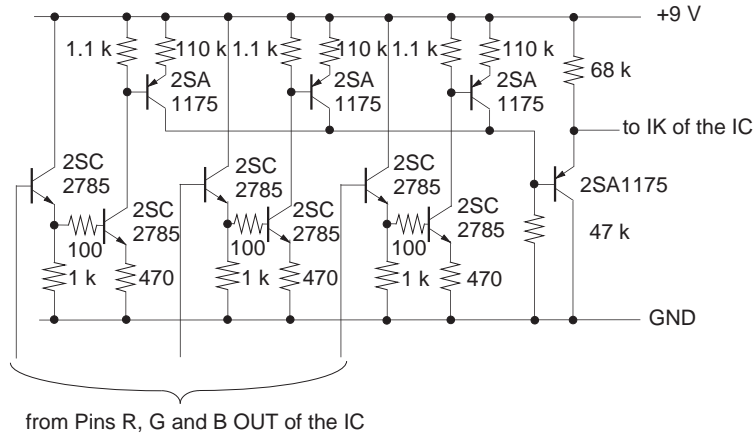 +9 V
1.1 k
110 k
1.1 k
110 k
1.1 k
110 k
68 k
2SA
1175
2SA
1175
2SA
1175
to IK of the IC
2SC
2785
2SC
2785
2SC
2785
2SA1175
2SC
2785
2SC
2785
2SC
2785
100
100
100
47 k
1 k
470
1 k
470
1 k
470
GND
from Pins R, G and B OUT of the IC